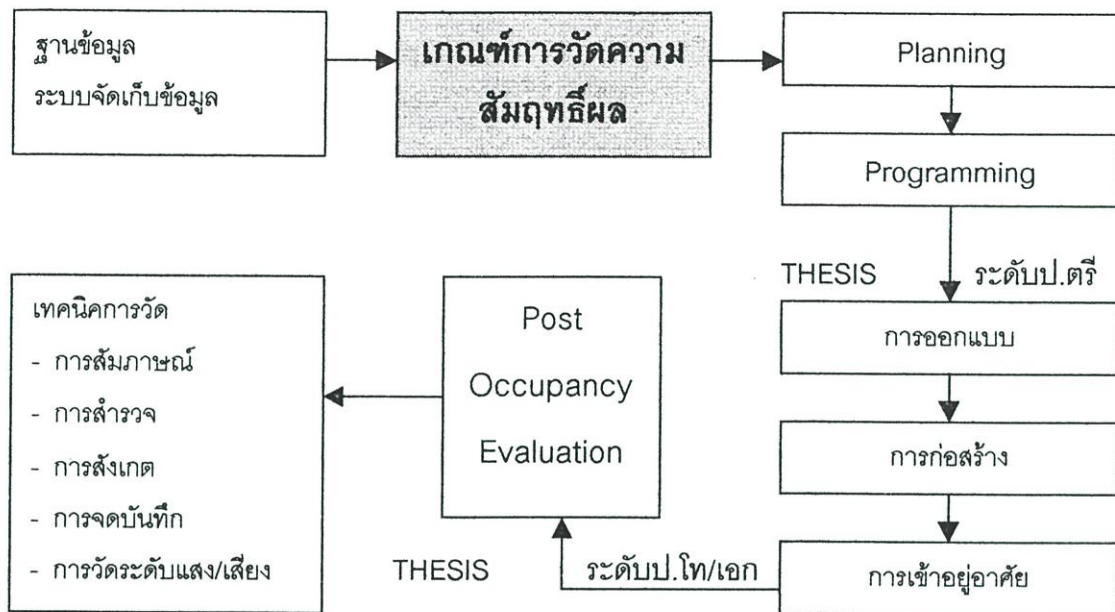 ฐานข้อมูล
ระบบจัดเก็บข้อมูล
เกณฑ์การวัดความ
สัมฤทธิ์ผล
Planning
Programming
THESIS ระดับป.ตรี
การออกแบบ
การก่อสร้าง
การเข้าอยู่อาศัย
THESIS ระดับป.โท/เอก
Post
Occupancy
Evaluation
เทคนิคการวัด
- การสัมภาษณ์
- การสำรวจ
- การสังเกต
- การจดบันทึก
- การวัดระดับแสง/เสียง